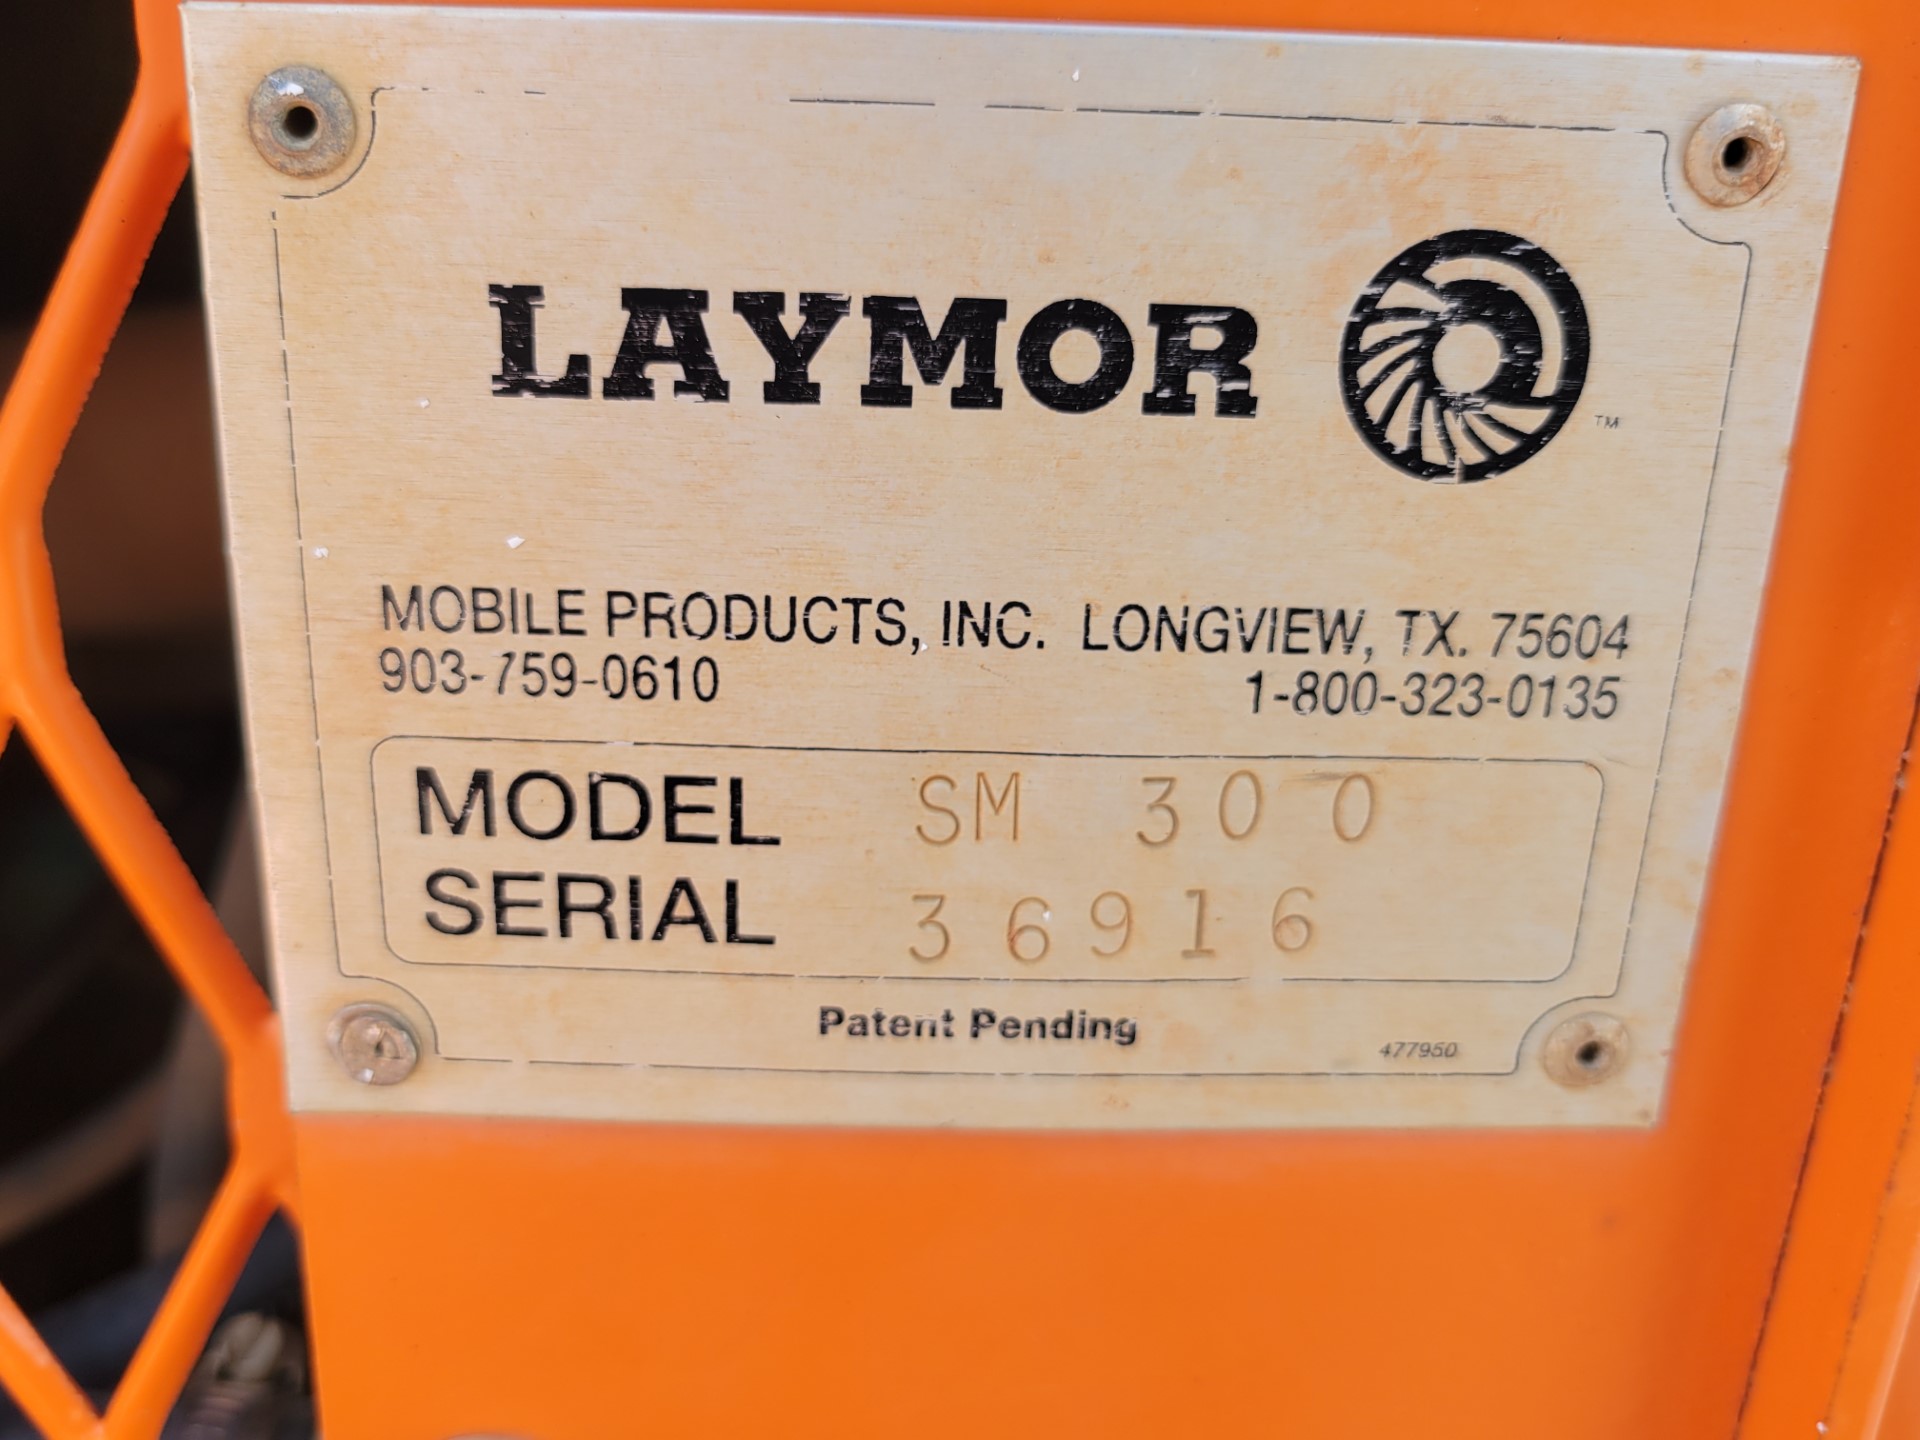 LAYMOR
TM
MOBILE PRODUCTS, INC. LONGVIEW, TX. 75604
903-759-0610 1-800-323-0135
MODEL SM 300
SERIAL 36916
Patent Pending
477950